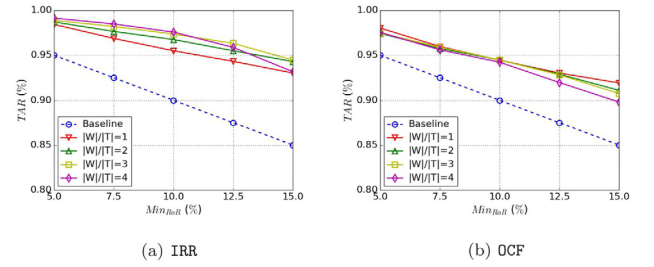 1.00
0.95
0.90
0.85
0.80
TAR (%)
Baseline
|W|/|T|=1
|W|/|T|=2
|W|/|T|=3
|W|/|T|=4
5.0 7.5 10.0 12.5 15.0
Min_RoR (%)
(a) IRR
1.00
0.95
0.90
0.85
0.80
TAR (%)
Baseline
|W|/|T|=1
|W|/|T|=2
|W|/|T|=3
|W|/|T|=4
5.0 7.5 10.0 12.5 15.0
Min_RoR (%)
(b) OCF